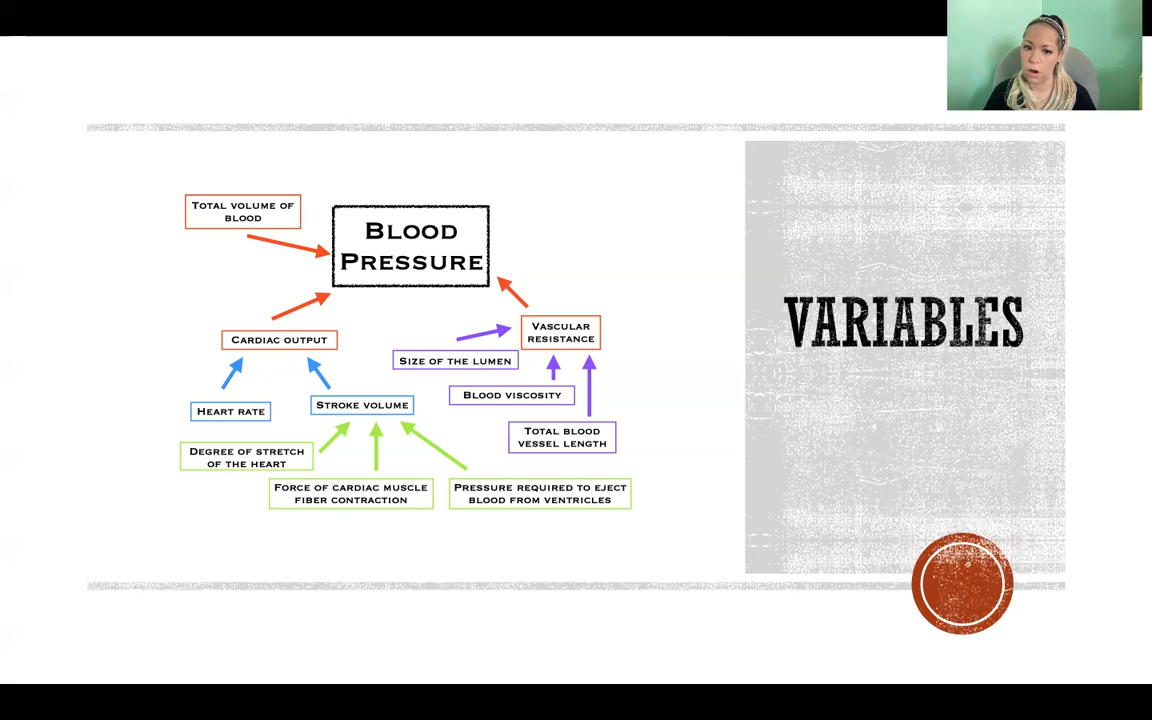 TOTAL VOLUME OF
BLOOD
BLOOD
PRESSURE
CARDIAC OUTPUT
VASCULAR
RESISTANCE
SIZE OF THE LUMEN
BLOOD VISCOSITY
HEART RATE
STROKE VOLUME
TOTAL BLOOD
VESSEL LENGTH
DEGREE OF STRETCH
OF THE HEART
FORCE OF CARDIAC MUSCLE
FIBER CONTRACTION
PRESSURE REQUIRED TO EJECT
BLOOD FROM VENTRICLES
VARIABLES